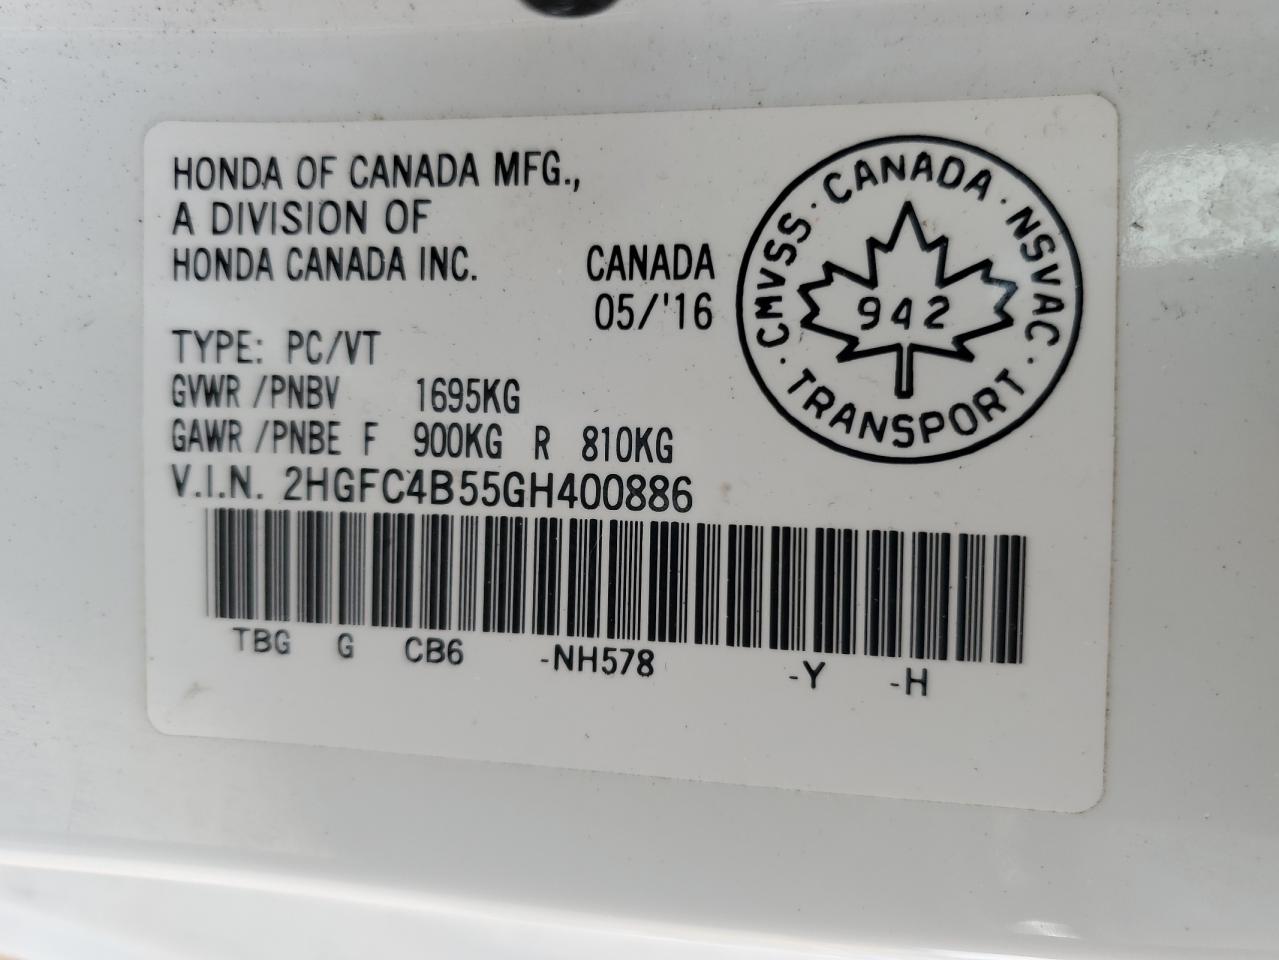 HONDA OF CANADA MFG.,
A DIVISION OF
HONDA CANADA INC.
CANADA
05/'16
TYPE: PC/VT
GVWR /PNBV 1695KG
GAWR /PNBE F 900KG R 810KG
V.I.N. 2HGFC4B55GH400886
TBG G CB6 -NH578 -Y -H
CMVSS · CANADA · NSVAC ·
942
TRANSPORT ·